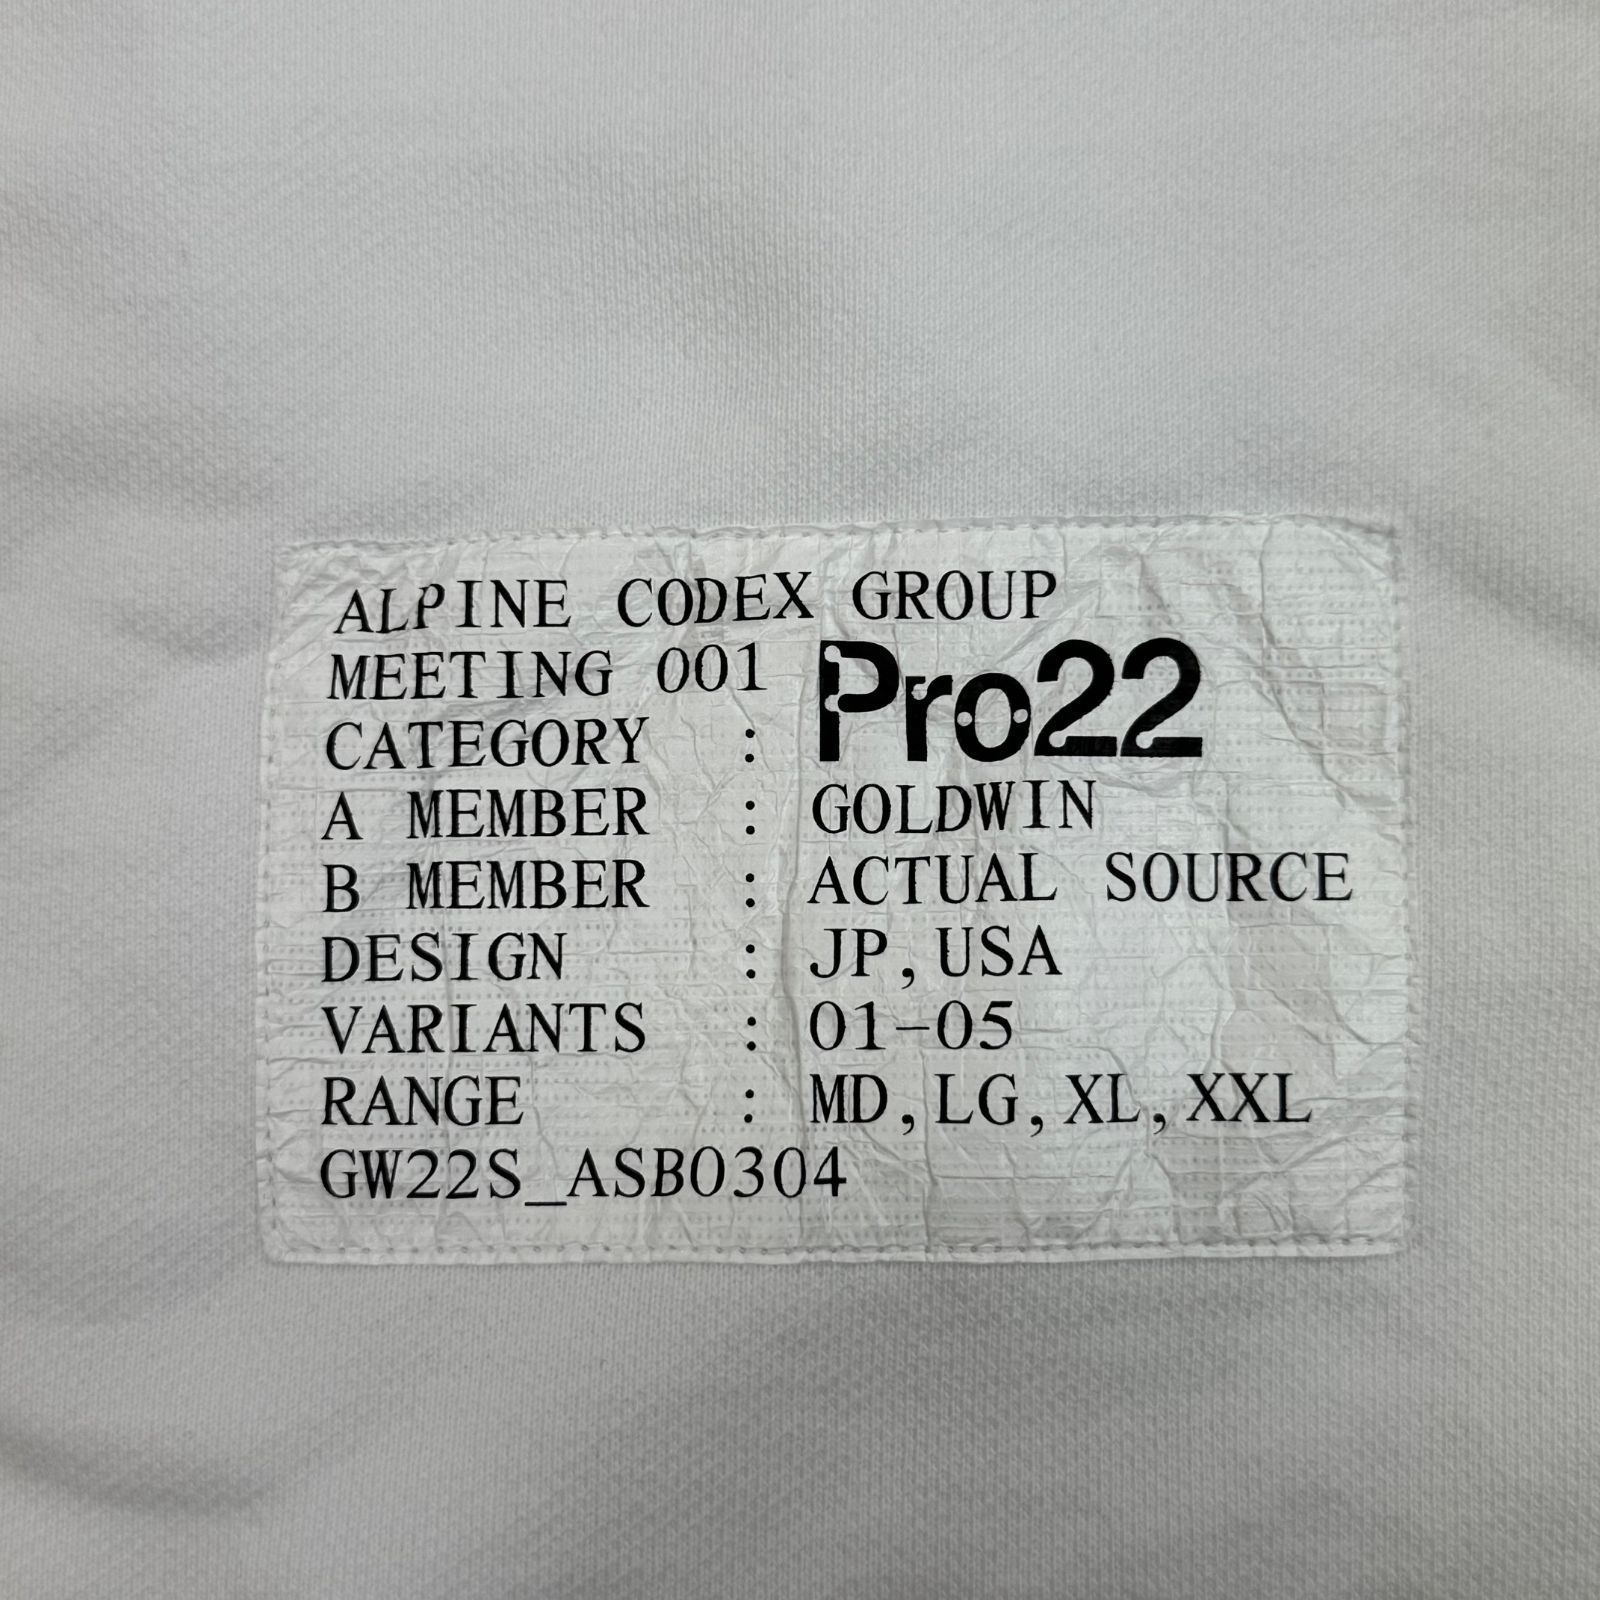 ALPINE CODEX GROUP
MEETING 001
CATEGORY : Pro22
A MEMBER : GOLDWIN
B MEMBER : ACTUAL SOURCE
DESIGN : JP,USA
VARIANTS : 01-05
RANGE : MD,LG,XL,XXL
GW22S_ASB0304